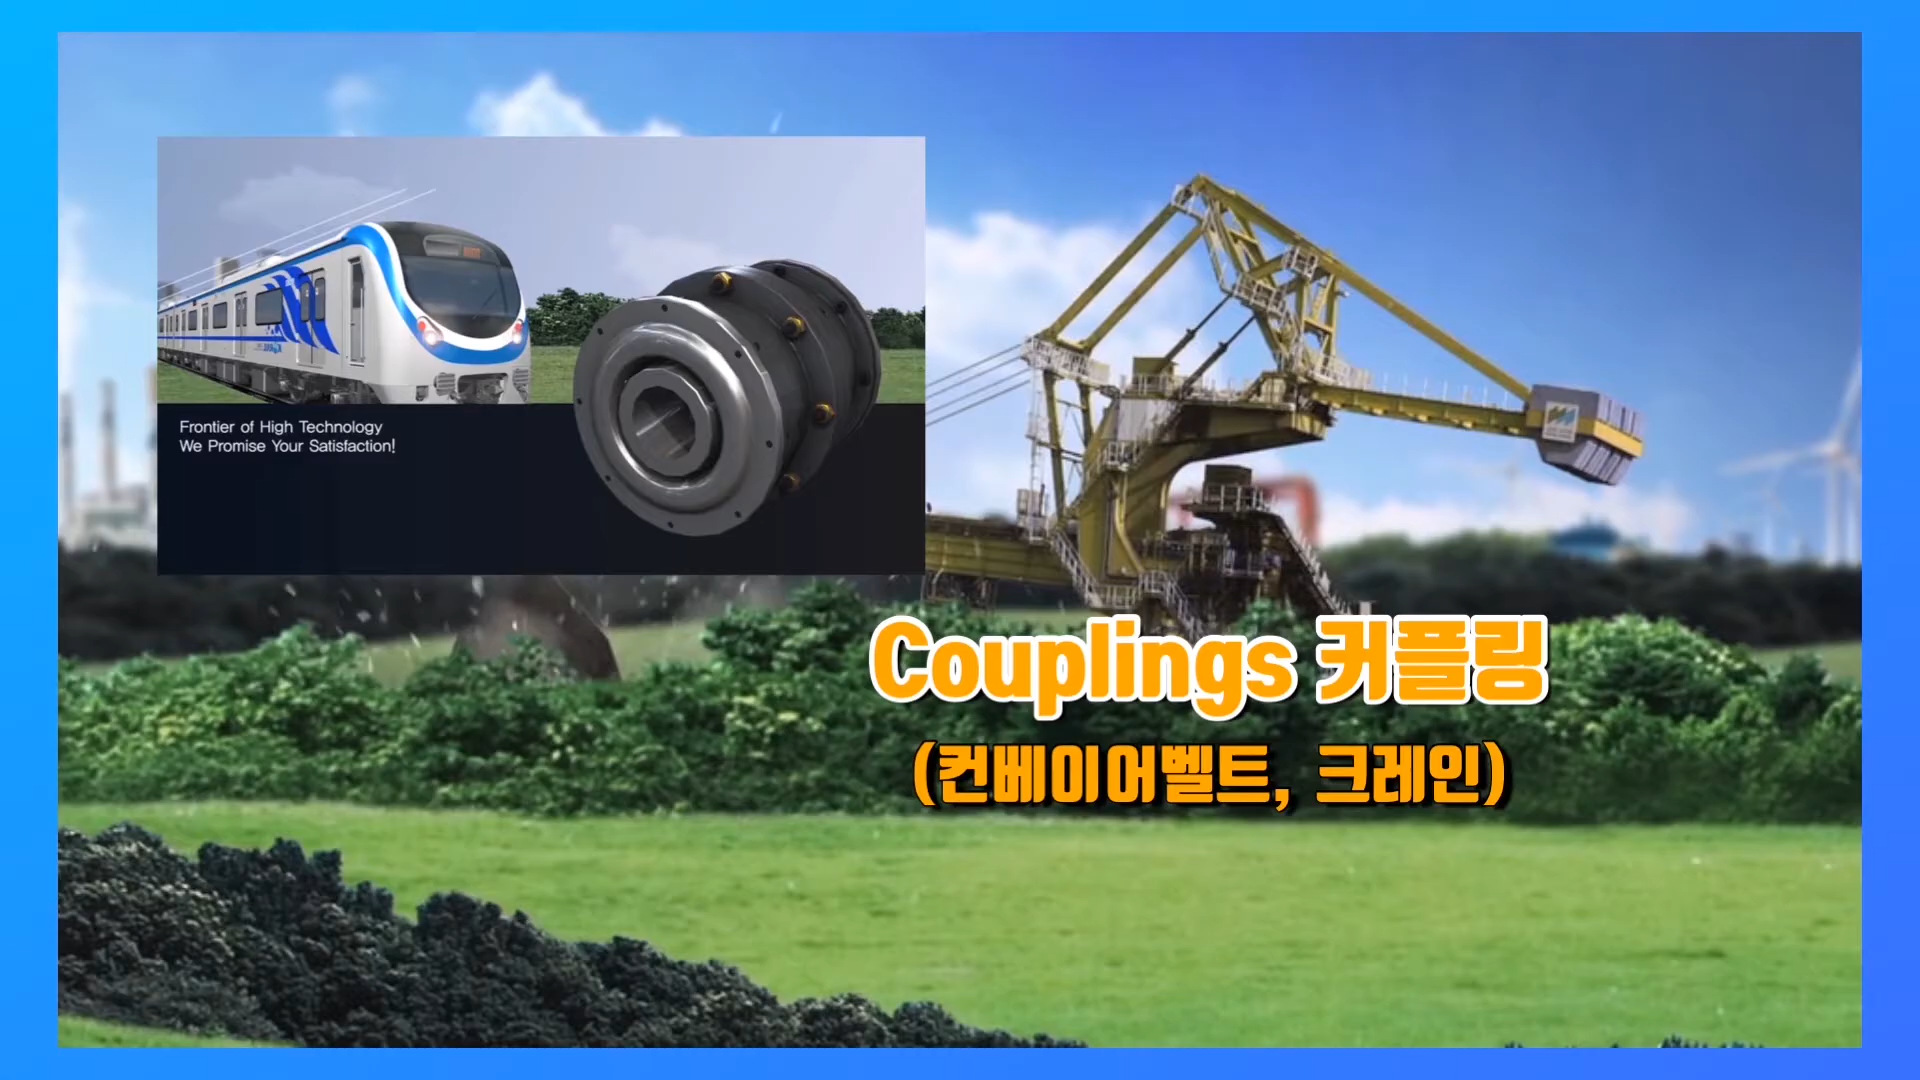 Frontier of High Technology
We Promise Your Satisfaction!
Couplings 커플링
(컨베이어벨트, 크레인)